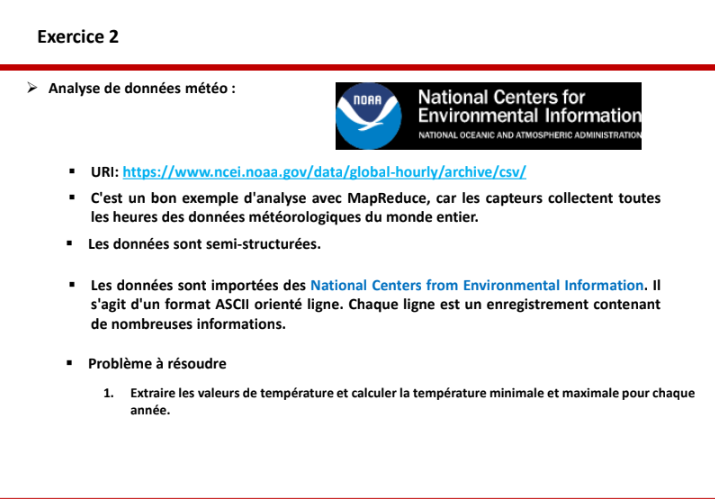 Exercice 2
➢ Analyse de données météo :
NOAA
National Centers for
Environmental Information
NATIONAL OCEANIC AND ATMOSPHERIC ADMINISTRATION
▪ URI: https://www.ncei.noaa.gov/data/global-hourly/archive/csv/
▪ C'est un bon exemple d'analyse avec MapReduce, car les capteurs collectent toutes
les heures des données météorologiques du monde entier.
▪ Les données sont semi-structurées.
▪ Les données sont importées des National Centers from Environmental Information. Il
s'agit d'un format ASCII orienté ligne. Chaque ligne est un enregistrement contenant
de nombreuses informations.
▪ Problème à résoudre
1. Extraire les valeurs de température et calculer la température minimale et maximale pour chaque
année.